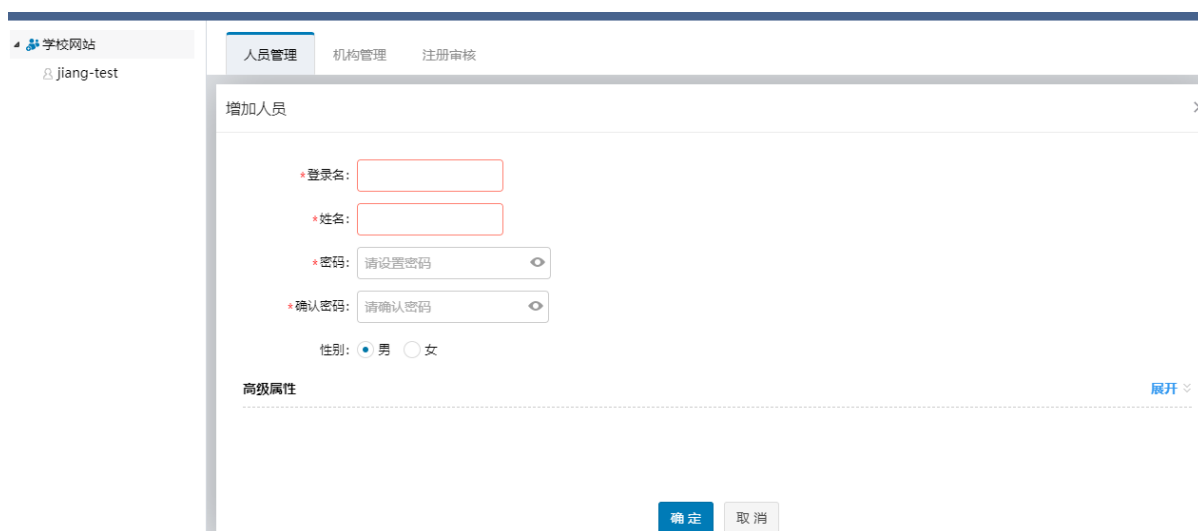 学校网站
jiang-test
人员管理 机构管理 注册审核
增加人员
*登录名:
*姓名:
*密码: 请设置密码
*确认密码: 请确认密码
性别: 男 女
高级属性 展开
确定 取消